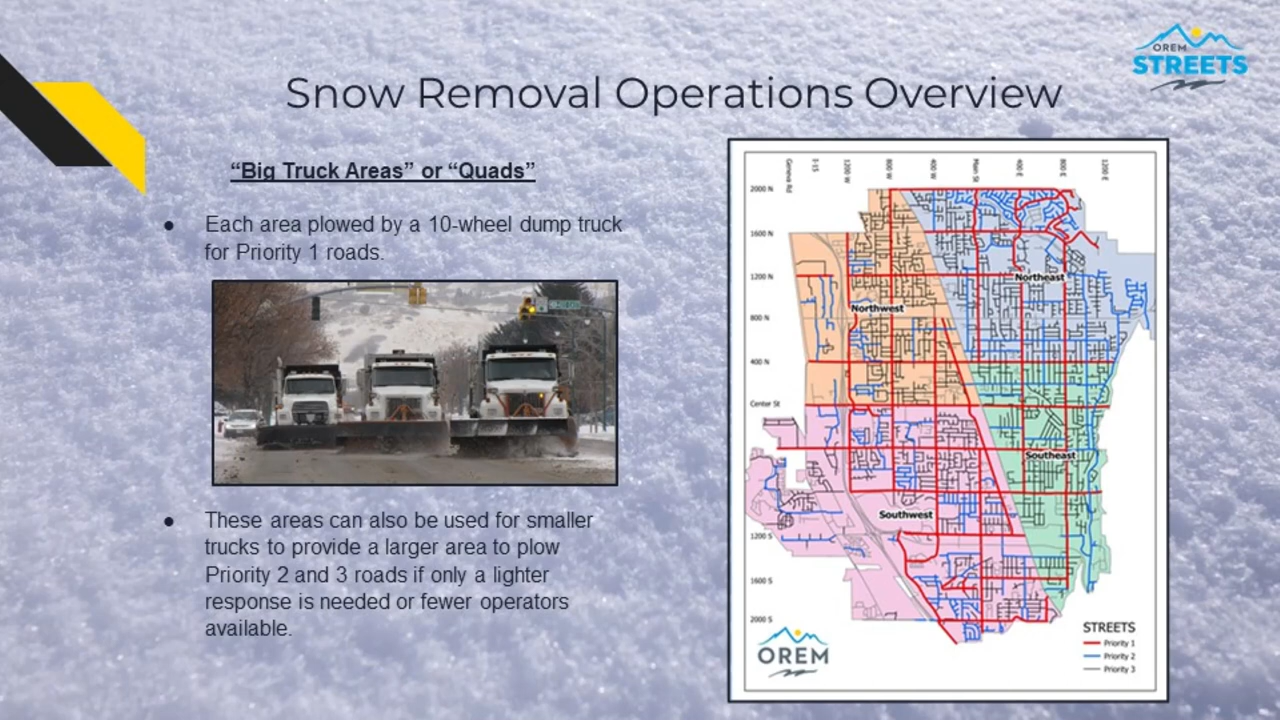 OREM
STREETS
Snow Removal Operations Overview
“Big Truck Areas” or “Quads”
● Each area plowed by a 10-wheel dump truck
for Priority 1 roads.
● These areas can also be used for smaller
trucks to provide a larger area to plow
Priority 2 and 3 roads if only a lighter
response is needed or fewer operators
available.
Geneva Rd
I-15
1200 W
800 W
400 W
Main St
400 E
800 E
1200 E
2000 N
1600 N
1200 N
800 N
400 N
Center St
1200 S
1600 S
2000 S
Northeast
Northwest
Southeast
Southwest
OREM
STREETS
Priority 1
Priority 2
Priority 3